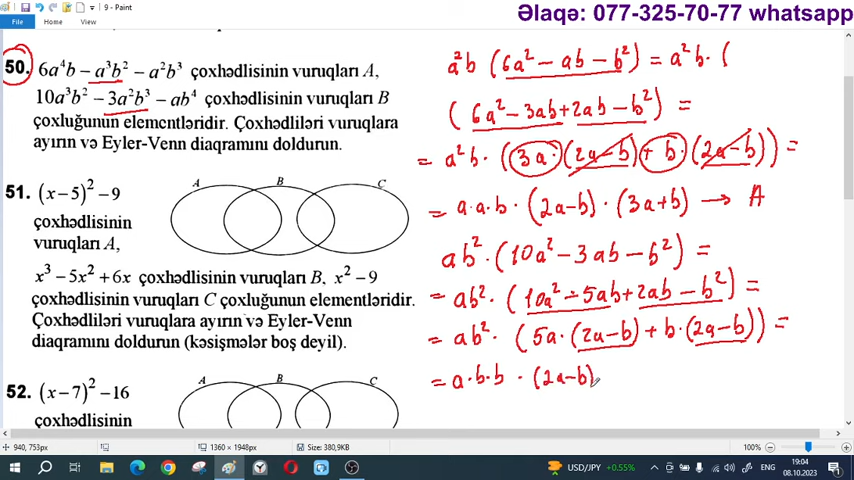 9 - Paint
Əlaqə: 077-325-70-77 whatsapp
File Home View
50. 6a⁴b − a³b² − a²b³ çoxhədlisinin vuruqları A,
10a³b² − 3a²b³ − ab⁴ çoxhədlisinin vuruqları B
çoxluğunun elementləridir. Çoxhədliləri vuruqlara
ayırın və Eyler-Venn diaqramını doldurun.
51. (x−5)² − 9
çoxhədlisinin
vuruqları A,
A B C
x³ − 5x² + 6x çoxhədlisinin vuruqları B, x² − 9
çoxhədlisinin vuruqları C çoxluğunun elementləridir.
Çoxhədliləri vuruqlara ayırın və Eyler-Venn
diaqramını doldurun (kəsişmələr boş deyil).
52. (x−7)² − 16
çoxhədlisinin
A B C
a²b (6a² − ab − b²) = a²b · (
(6a² − 3ab + 2ab − b²) =
= a²b · (3a · (2a−b) + b · (2a−b)) =
= a·a·b · (2a−b) · (3a+b) → A
ab² · (10a² − 3ab − b²) =
= ab² · (10a² − 5ab + 2ab − b²) =
= ab² · (5a · (2a−b) + b · (2a−b)) =
= a·b·b · (2a−b)
940, 753px 1360 × 1948px Size: 380,9KB 100%
USD/JPY +0.55% ENG 19:04
08.10.2023